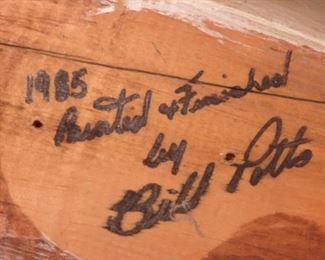 1985
Painted & Finished
by
Bill Potts